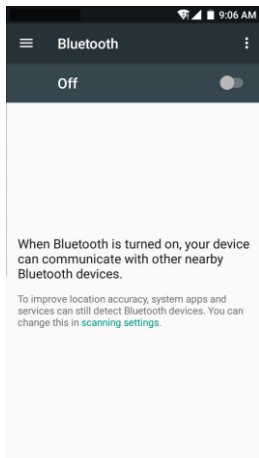 9:06 AM
Bluetooth
Off
When Bluetooth is turned on, your device
can communicate with other nearby
Bluetooth devices.
To improve location accuracy, system apps and
services can still detect Bluetooth devices. You can
change this in scanning settings.